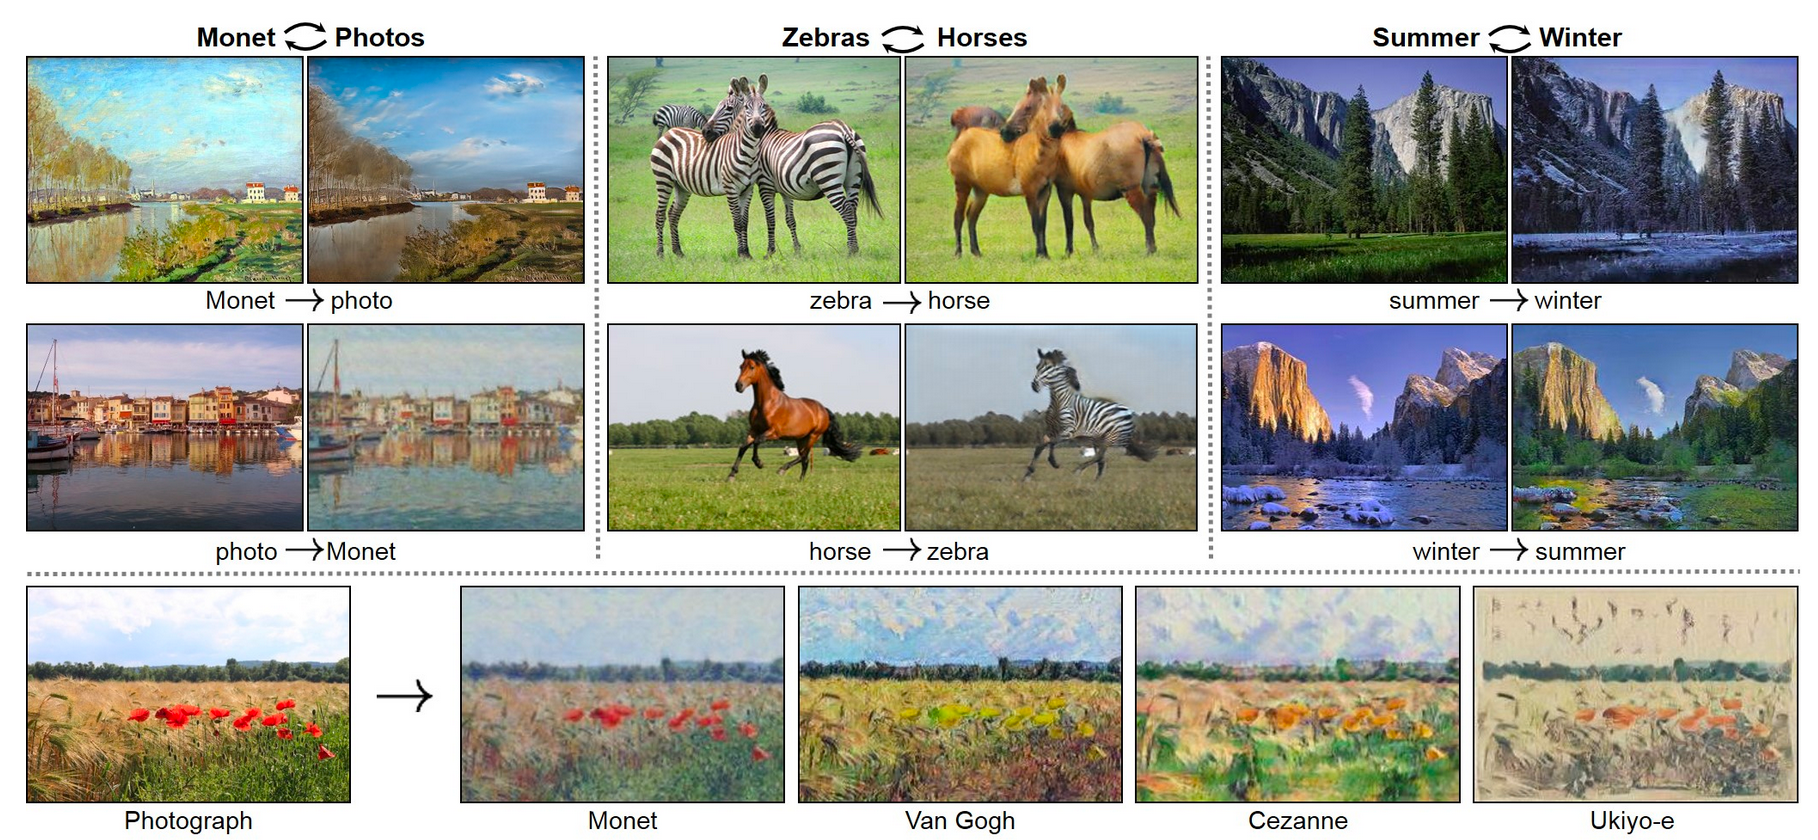 Monet Photos
Zebras Horses
Summer Winter
Monet → photo
zebra → horse
summer → winter
photo → Monet
horse → zebra
winter → summer
Photograph
Monet
Van Gogh
Cezanne
Ukiyo-e